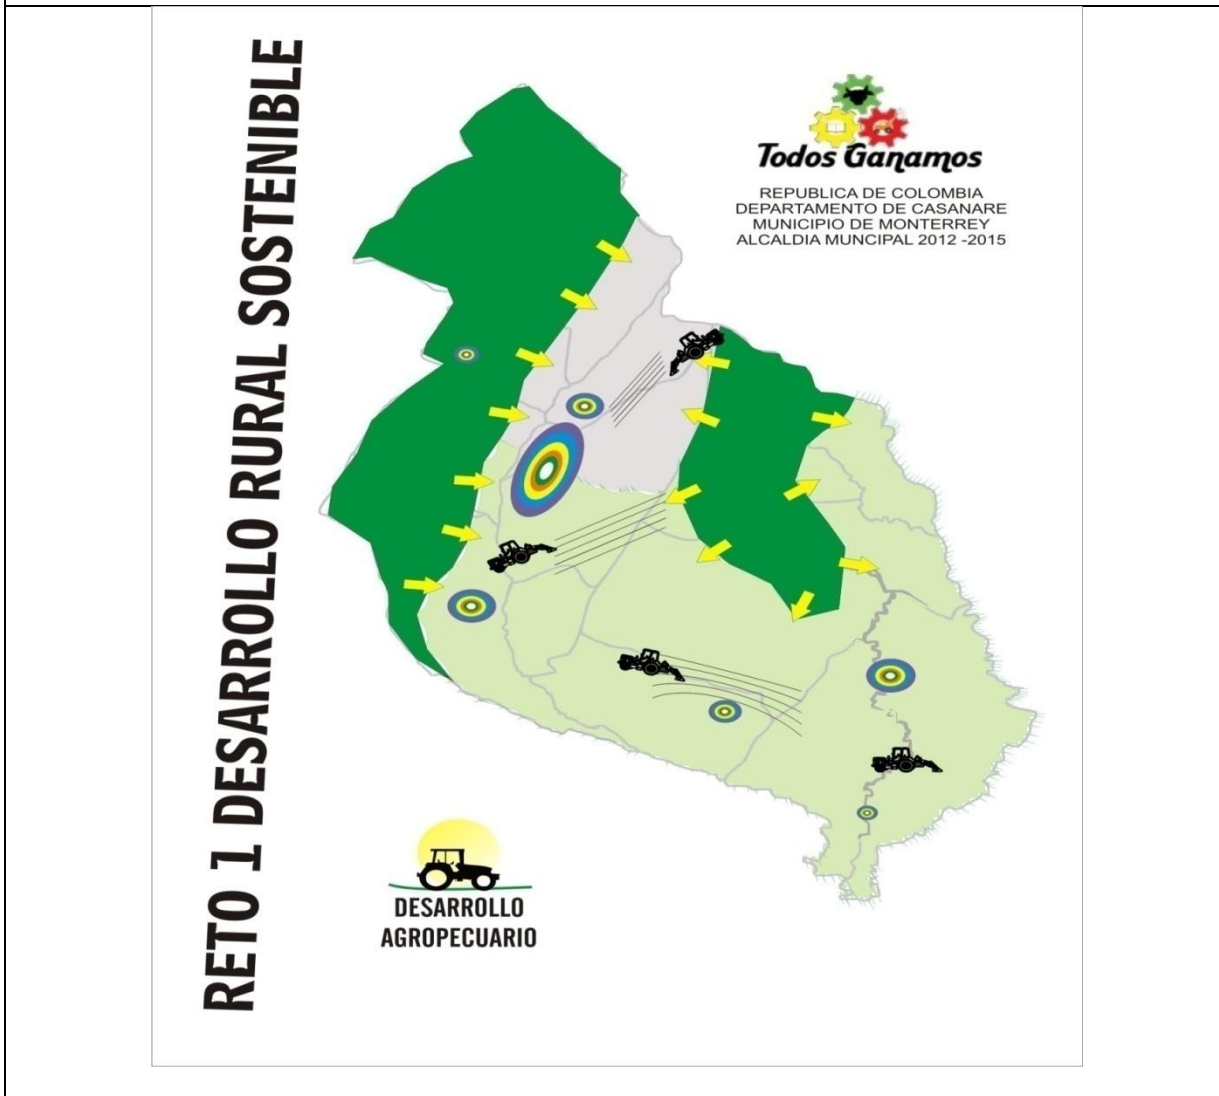 RETO 1 DESARROLLO RURAL SOSTENIBLE
Todos Ganamos
REPUBLICA DE COLOMBIA
DEPARTAMENTO DE CASANARE
MUNICIPIO DE MONTERREY
ALCALDIA MUNCIPAL 2012 -2015
DESARROLLO
AGROPECUARIO